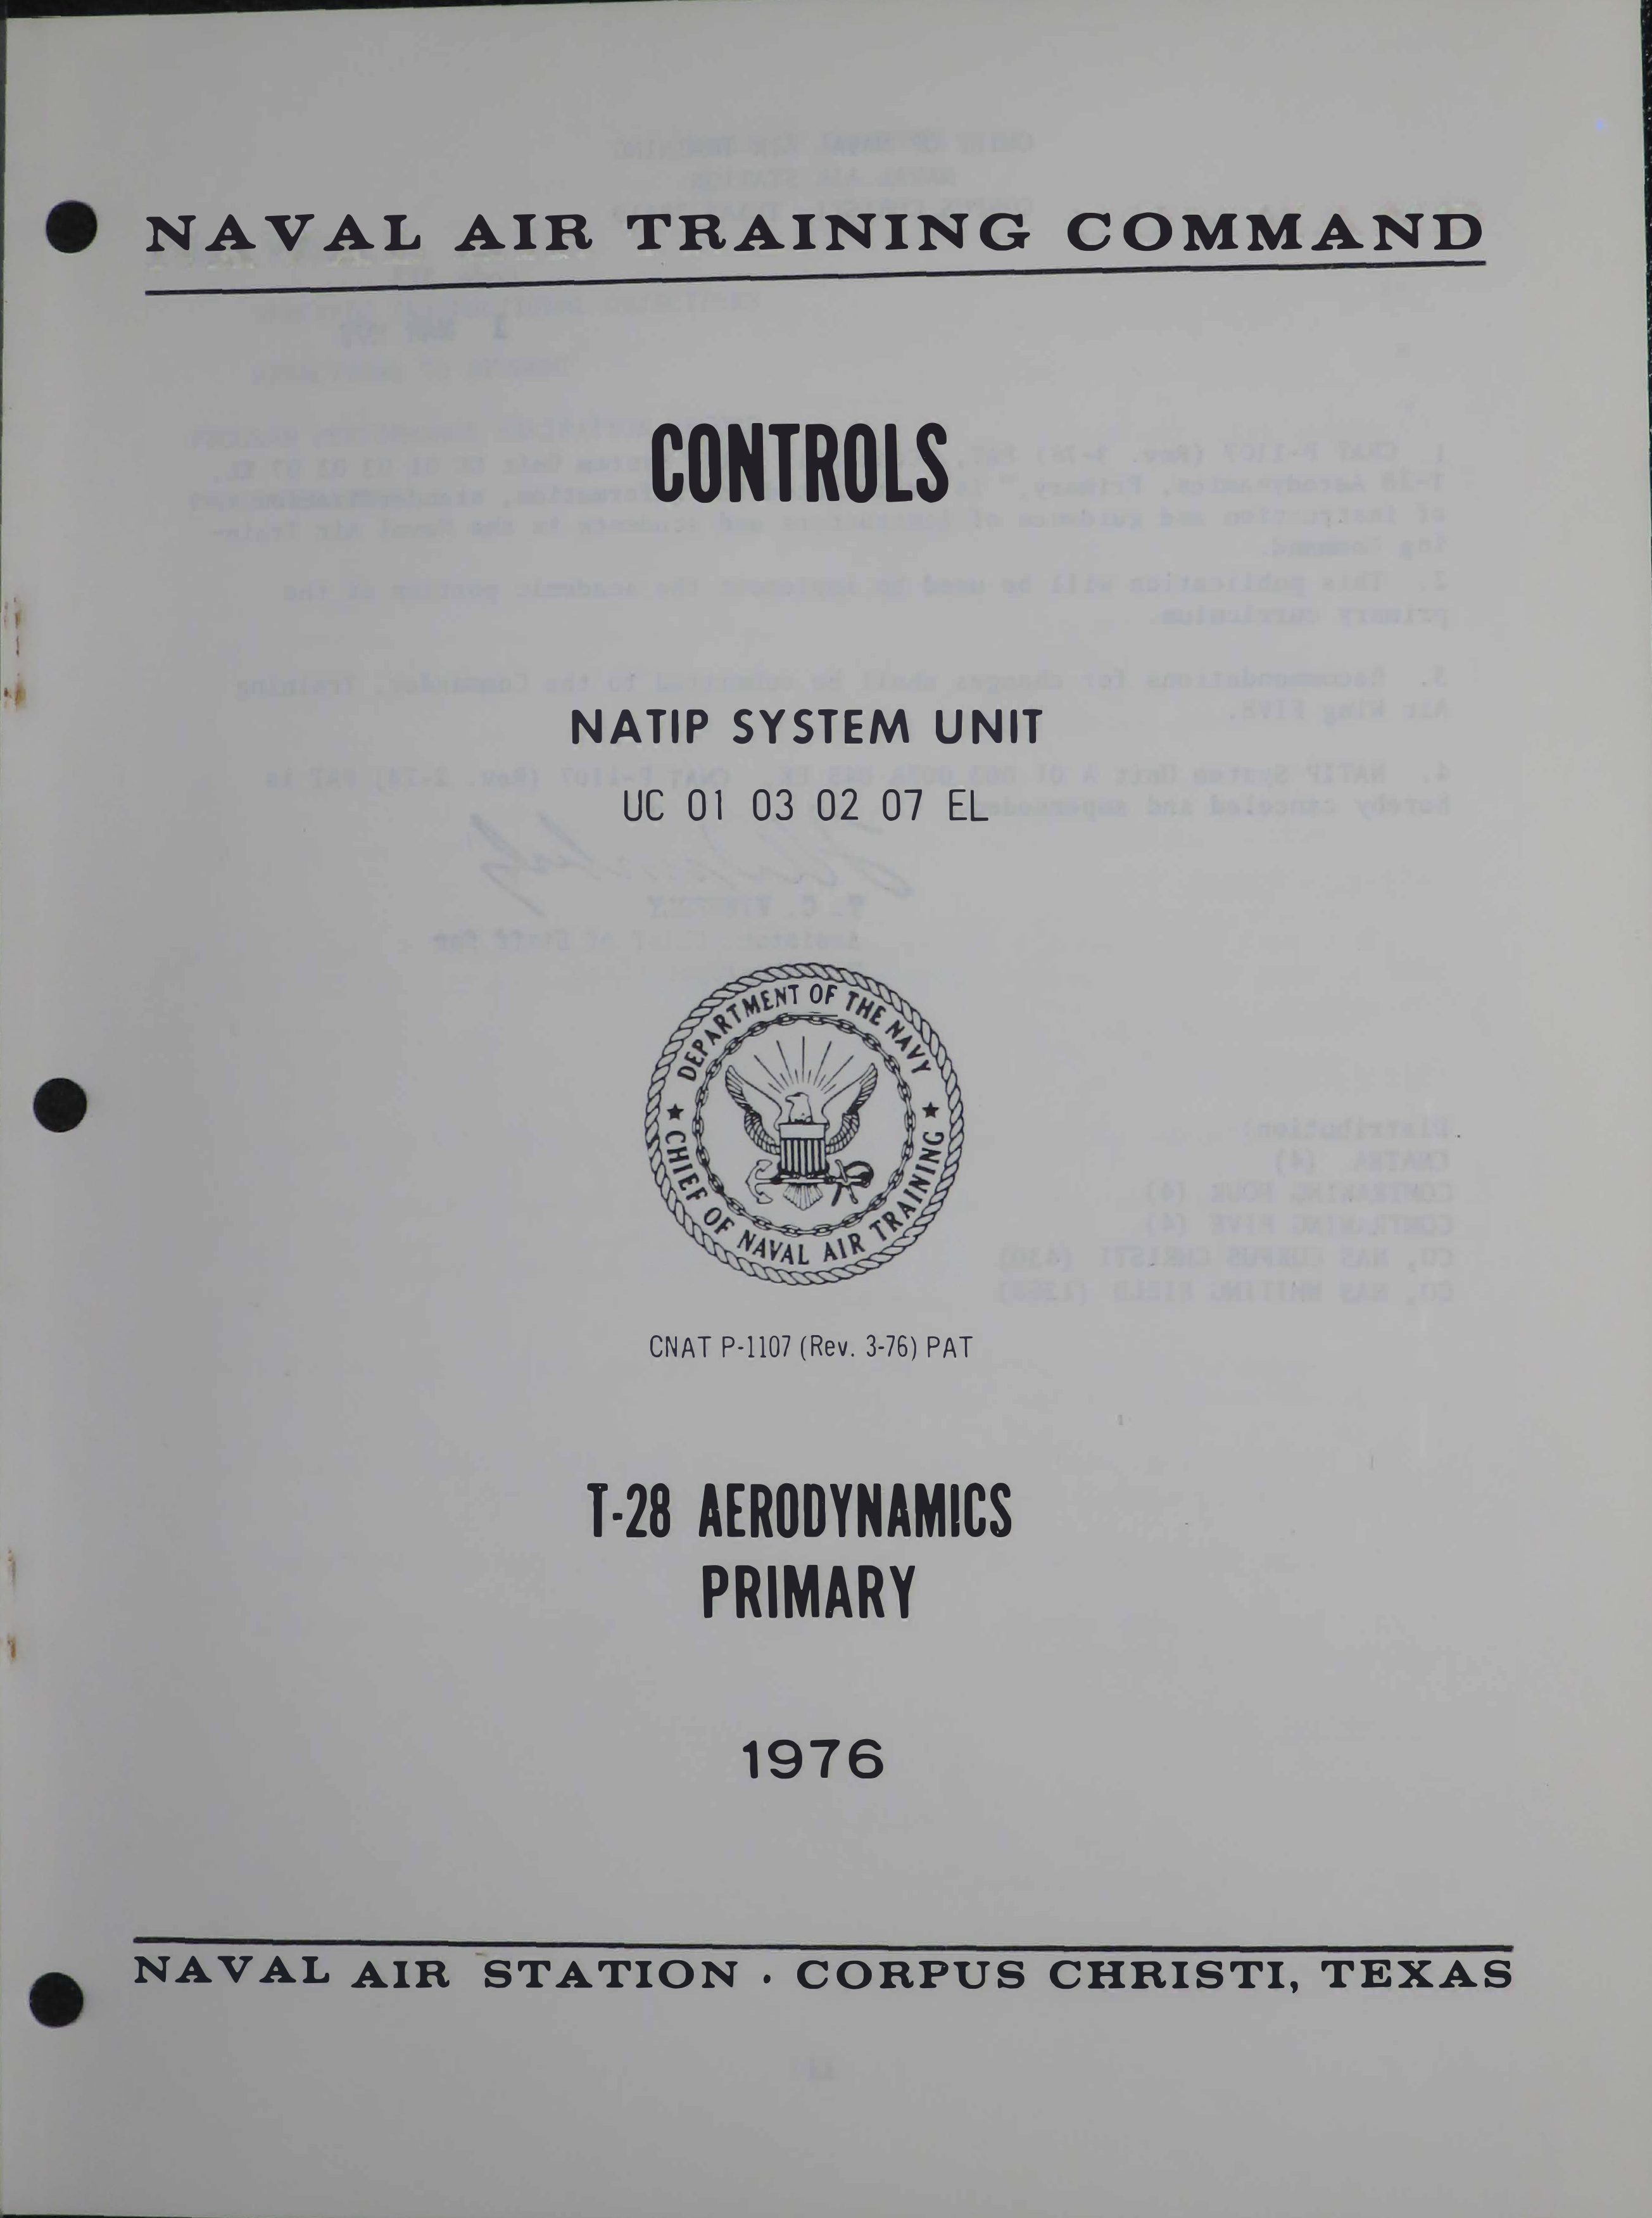 NAVAL AIR TRAINING COMMAND
CONTROLS
NATIP SYSTEM UNIT
UC 01 03 02 07 EL
DEPARTMENT OF THE NAVY
CHIEF OF NAVAL AIR TRAINING
CNAT P-1107 (Rev. 3-76) PAT
T-28 AERODYNAMICS
PRIMARY
1976
NAVAL AIR STATION · CORPUS CHRISTI, TEXAS